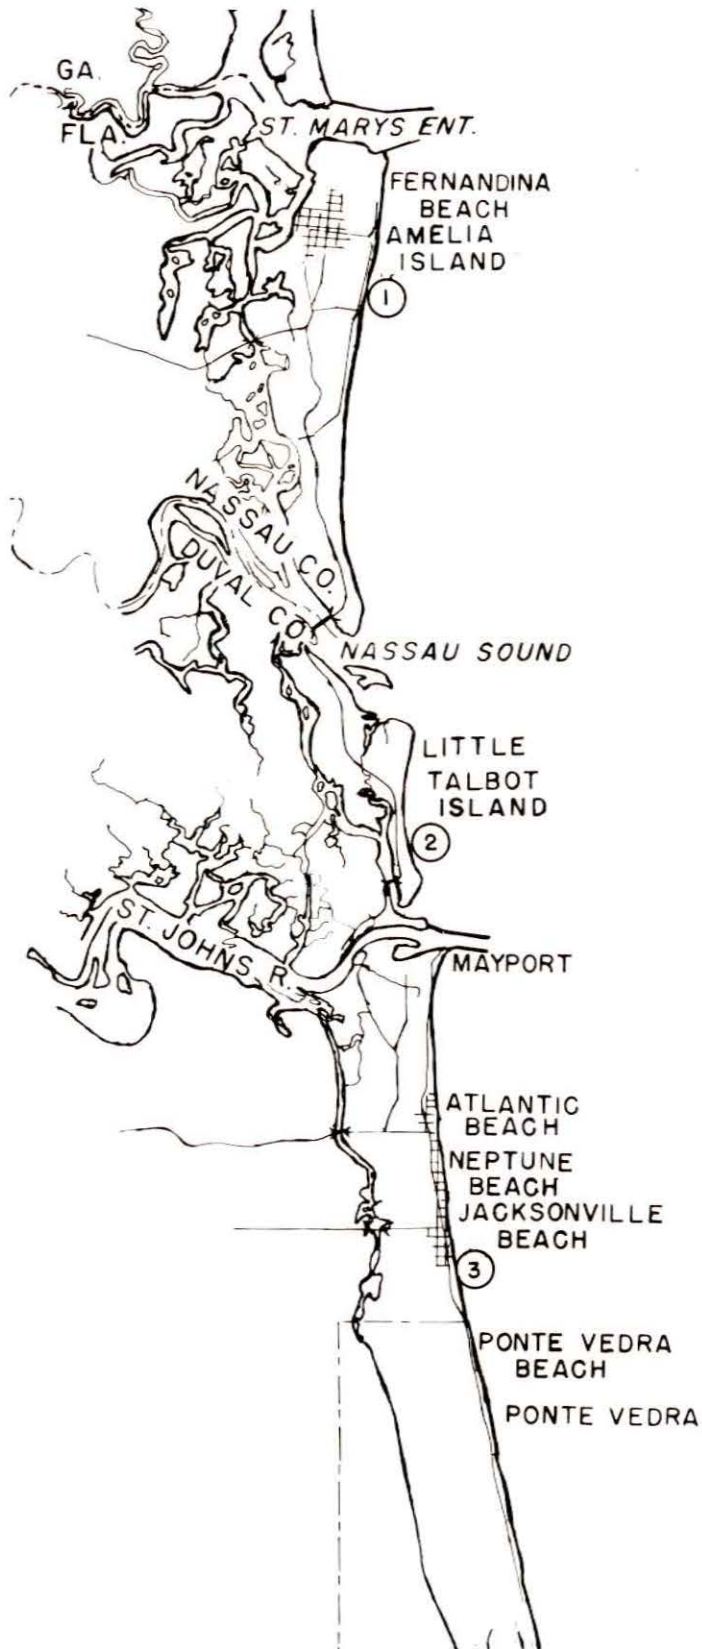 GA.
FLA.
ST. MARYS ENT.
FERNANDINA
BEACH
AMELIA
ISLAND
1
NASSAU CO.
DUVAL CO.
NASSAU SOUND
LITTLE
TALBOT
ISLAND
2
ST. JOHNS R.
MAYPORT
ATLANTIC
BEACH
NEPTUNE
BEACH
JACKSONVILLE
BEACH
3
PONTE VEDRA
BEACH
PONTE VEDRA